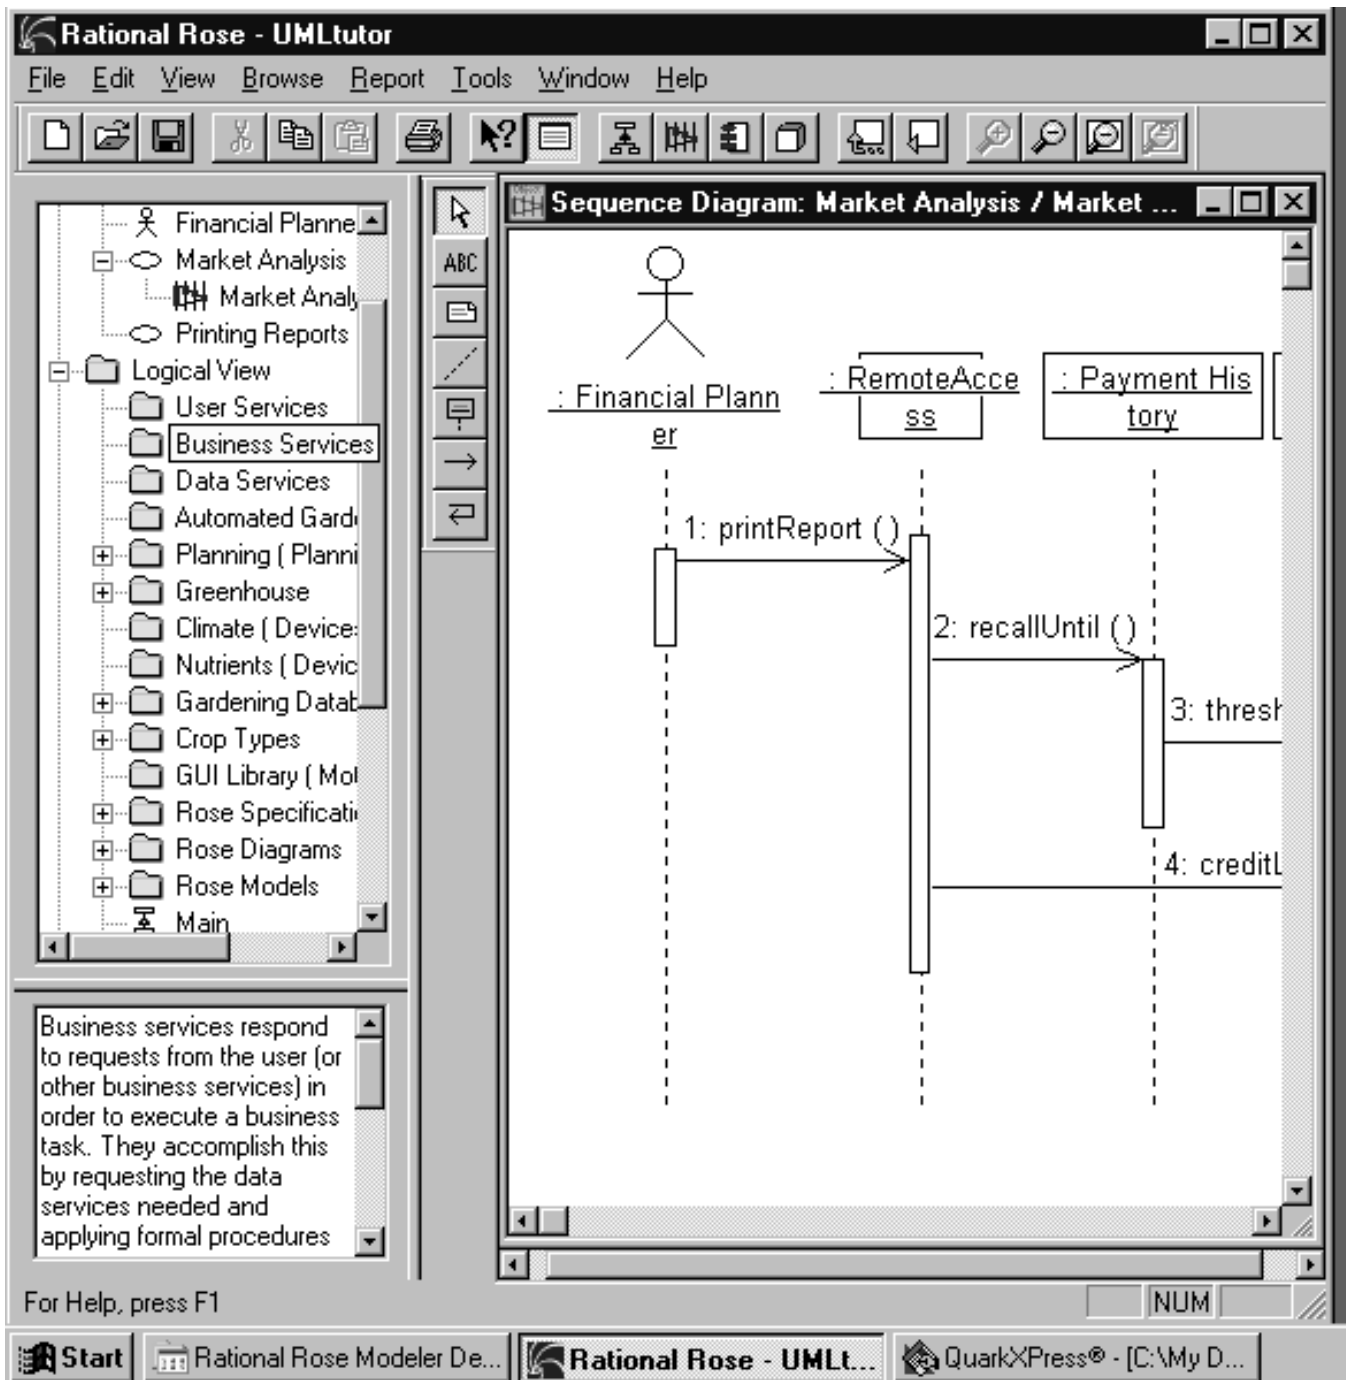 Rational Rose - UMLtutor
File Edit View Browse Report Tools Window Help
Financial Planne
Market Analysis
Market Analy
Printing Reports
Logical View
User Services
Business Services
Data Services
Automated Gard
Planning ( Planni
Greenhouse
Climate ( Device
Nutrients ( Devic
Gardening Datab
Crop Types
GUI Library ( Mo
Rose Specificati
Rose Diagrams
Rose Models
Main
Business services respond
to requests from the user (or
other business services) in
order to execute a business
task. They accomplish this
by requesting the data
services needed and
applying formal procedures
ABC
Sequence Diagram: Market Analysis / Market ...
: Financial Plann
er
: RemoteAcce
ss
: Payment His
tory
1: printReport ( )
2: recallUntil ( )
3: thresh
4: creditL
For Help, press F1
NUM
Start
Rational Rose Modeler De...
Rational Rose - UMLt...
QuarkXPress® - [C:\My D...